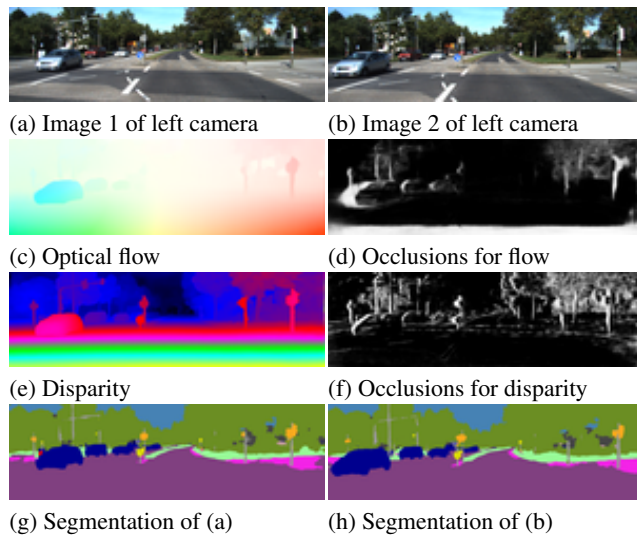 (a) Image 1 of left camera
(b) Image 2 of left camera
(c) Optical flow
(d) Occlusions for flow
(e) Disparity
(f) Occlusions for disparity
(g) Segmentation of (a)
(h) Segmentation of (b)